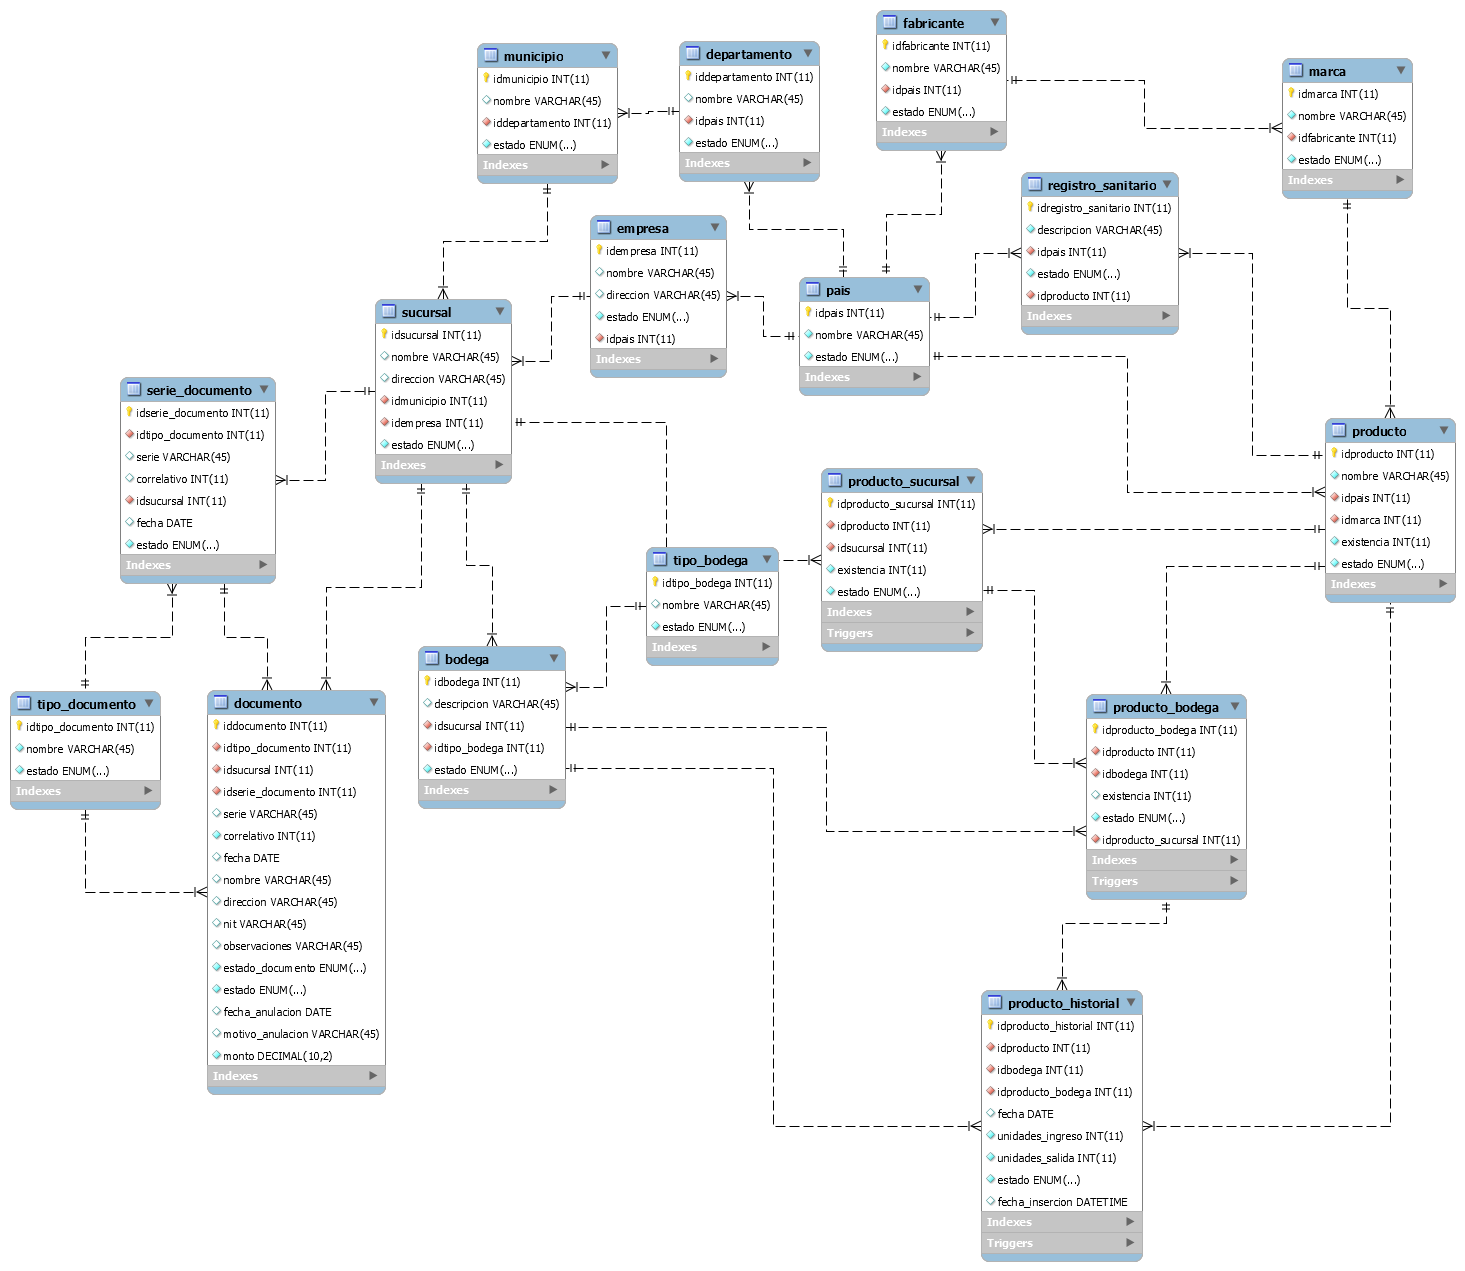 fabricante
idfabricante INT(11)
nombre VARCHAR(45)
idpais INT(11)
estado ENUM(...)
Indexes
municipio
idmunicipio INT(11)
nombre VARCHAR(45)
iddepartamento INT(11)
estado ENUM(...)
Indexes
departamento
iddepartamento INT(11)
nombre VARCHAR(45)
idpais INT(11)
estado ENUM(...)
Indexes
marca
idmarca INT(11)
nombre VARCHAR(45)
idfabricante INT(11)
estado ENUM(...)
Indexes
registro_sanitario
idregistro_sanitario INT(11)
descripcion VARCHAR(45)
idpais INT(11)
estado ENUM(...)
idproducto INT(11)
Indexes
empresa
idempresa INT(11)
nombre VARCHAR(45)
direccion VARCHAR(45)
estado ENUM(...)
idpais INT(11)
Indexes
pais
idpais INT(11)
nombre VARCHAR(45)
estado ENUM(...)
Indexes
sucursal
idsucursal INT(11)
nombre VARCHAR(45)
direccion VARCHAR(45)
idmunicipio INT(11)
idempresa INT(11)
estado ENUM(...)
Indexes
serie_documento
idserie_documento INT(11)
idtipo_documento INT(11)
serie VARCHAR(45)
correlativo INT(11)
idsucursal INT(11)
fecha DATE
estado ENUM(...)
Indexes
producto
idproducto INT(11)
nombre VARCHAR(45)
idpais INT(11)
idmarca INT(11)
existencia INT(11)
estado ENUM(...)
Indexes
producto_sucursal
idproducto_sucursal INT(11)
idproducto INT(11)
idsucursal INT(11)
existencia INT(11)
estado ENUM(...)
Indexes
Triggers
tipo_bodega
idtipo_bodega INT(11)
nombre VARCHAR(45)
estado ENUM(...)
Indexes
bodega
idbodega INT(11)
descripcion VARCHAR(45)
idsucursal INT(11)
idtipo_bodega INT(11)
estado ENUM(...)
Indexes
tipo_documento
idtipo_documento INT(11)
nombre VARCHAR(45)
estado ENUM(...)
Indexes
documento
iddocumento INT(11)
idtipo_documento INT(11)
idsucursal INT(11)
idserie_documento INT(11)
serie VARCHAR(45)
correlativo INT(11)
fecha DATE
nombre VARCHAR(45)
direccion VARCHAR(45)
nit VARCHAR(45)
observaciones VARCHAR(45)
estado_documento ENUM(...)
estado ENUM(...)
fecha_anulacion DATE
motivo_anulacion VARCHAR(45)
monto DECIMAL(10,2)
Indexes
producto_bodega
idproducto_bodega INT(11)
idproducto INT(11)
idbodega INT(11)
existencia INT(11)
estado ENUM(...)
idproducto_sucursal INT(11)
Indexes
Triggers
producto_historial
idproducto_historial INT(11)
idproducto INT(11)
idbodega INT(11)
idproducto_bodega INT(11)
fecha DATE
unidades_ingreso INT(11)
unidades_salida INT(11)
estado ENUM(...)
fecha_insercion DATETIME
Indexes
Triggers